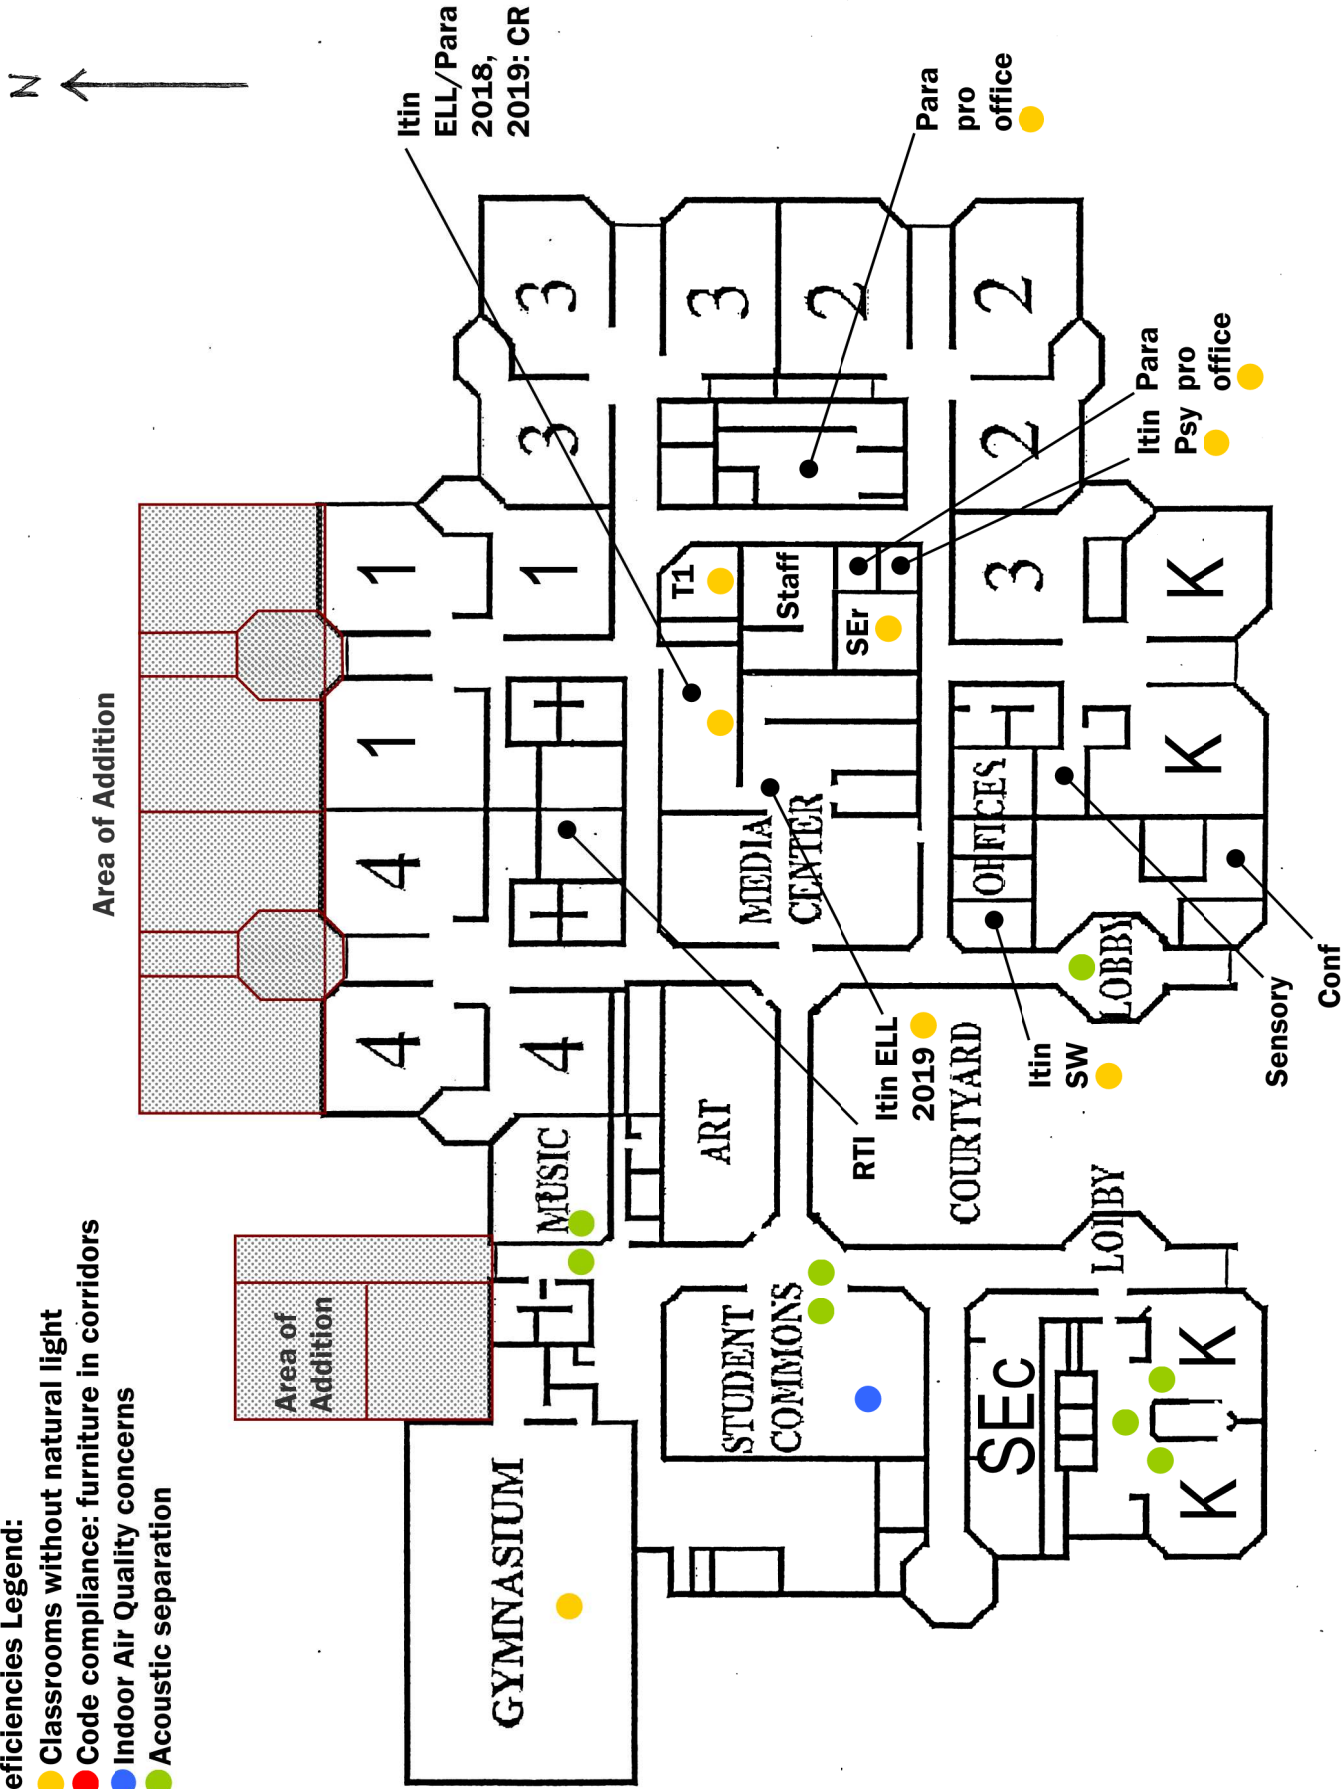 eficiencies Legend:
Classrooms without natural light
Code compliance: furniture in corridors
Indoor Air Quality concerns
Acoustic separation
N
Area of Addition
Area of
Addition
Itin
ELL/Para
2018,
2019: CR
Para
pro
office
Itin Para
pro
office
Itin
Psy
GYMNASIUM
MUSIC
4
4
4
1
1
1
3
3
3
2
2
2
3
ART
STUDENT
COMMONS
MEDIA
CENTER
T1
Staff
SEr
RTI
Itin ELL
2019
COURTYARD
OFFICES
Itin
SW
LOBBY
LOBBY
SEc
K
K
K
K
Sensory
Conf